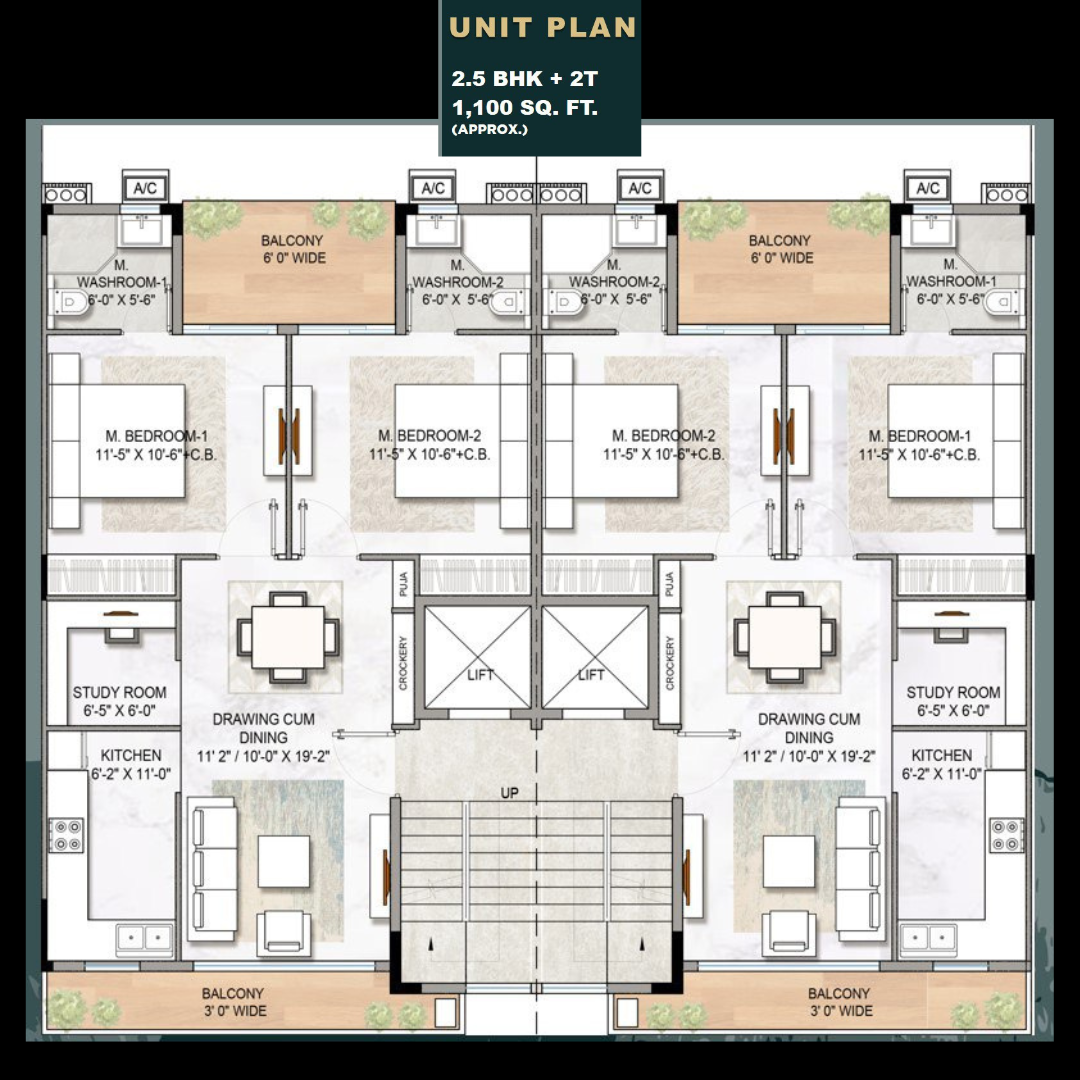 UNIT PLAN
2.5 BHK + 2T
1,100 SQ. FT.
(APPROX.)
A/C
A/C
A/C
A/C
BALCONY
6' 0" WIDE
BALCONY
6' 0" WIDE
M.
WASHROOM-1
6'-0" X 5'-6"
M.
WASHROOM-2
6'-0" X 5'-6"
M.
WASHROOM-2
6'-0" X 5'-6"
M.
WASHROOM-1
6'-0" X 5'-6"
M. BEDROOM-1
11'-5" X 10'-6"+C.B.
M. BEDROOM-2
11'-5" X 10'-6"+C.B.
M. BEDROOM-2
11'-5" X 10'-6"+C.B.
M. BEDROOM-1
11'-5" X 10'-6"+C.B.
PUJA
PUJA
CROCKERY
CROCKERY
LIFT
LIFT
STUDY ROOM
6'-5" X 6'-0"
STUDY ROOM
6'-5" X 6'-0"
DRAWING CUM
DINING
11' 2" / 10'-0" X 19'-2"
DRAWING CUM
DINING
11' 2" / 10'-0" X 19'-2"
KITCHEN
6'-2" X 11'-0"
KITCHEN
6'-2" X 11'-0"
UP
BALCONY
3' 0" WIDE
BALCONY
3' 0" WIDE